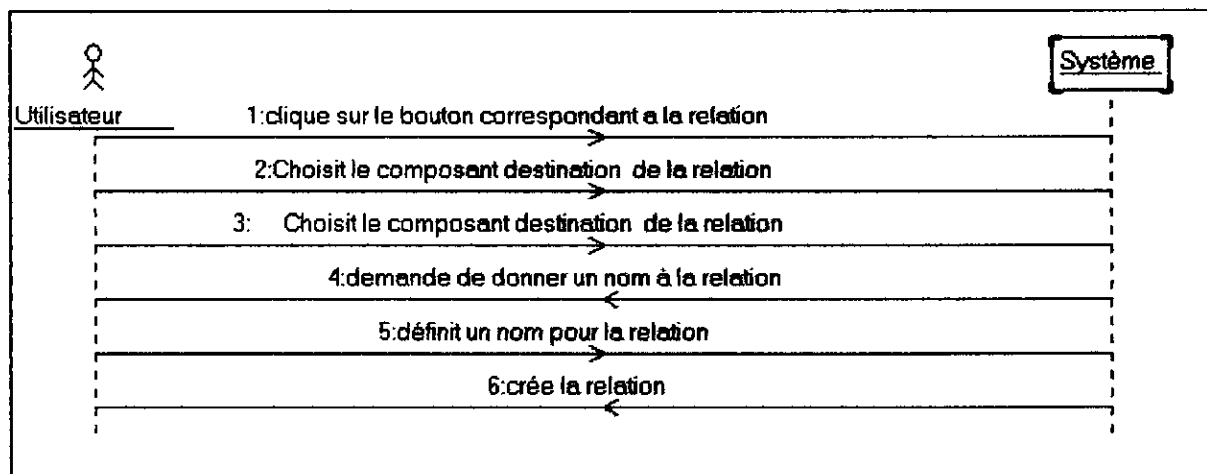 Système
Utilisateur
1:clique sur le bouton correspondant a la relation
2:Choisit le composant destination de la relation
3: Choisit le composant destination de la relation
4:demande de donner un nom à la relation
5:définit un nom pour la relation
6:crée la relation